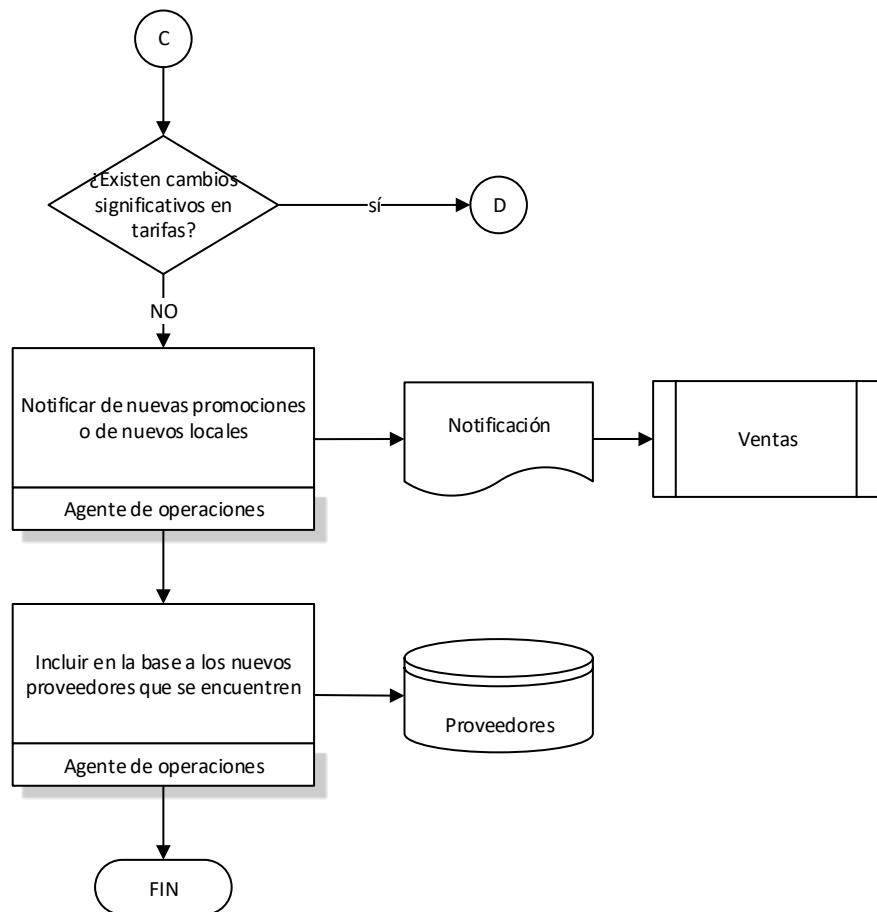 C
¿Existen cambios
significativos en
tarifas?
sí
D
NO
Notificar de nuevas promociones
o de nuevos locales
Agente de operaciones
Notificación
Ventas
Incluir en la base a los nuevos
proveedores que se encuentren
Agente de operaciones
Proveedores
FIN